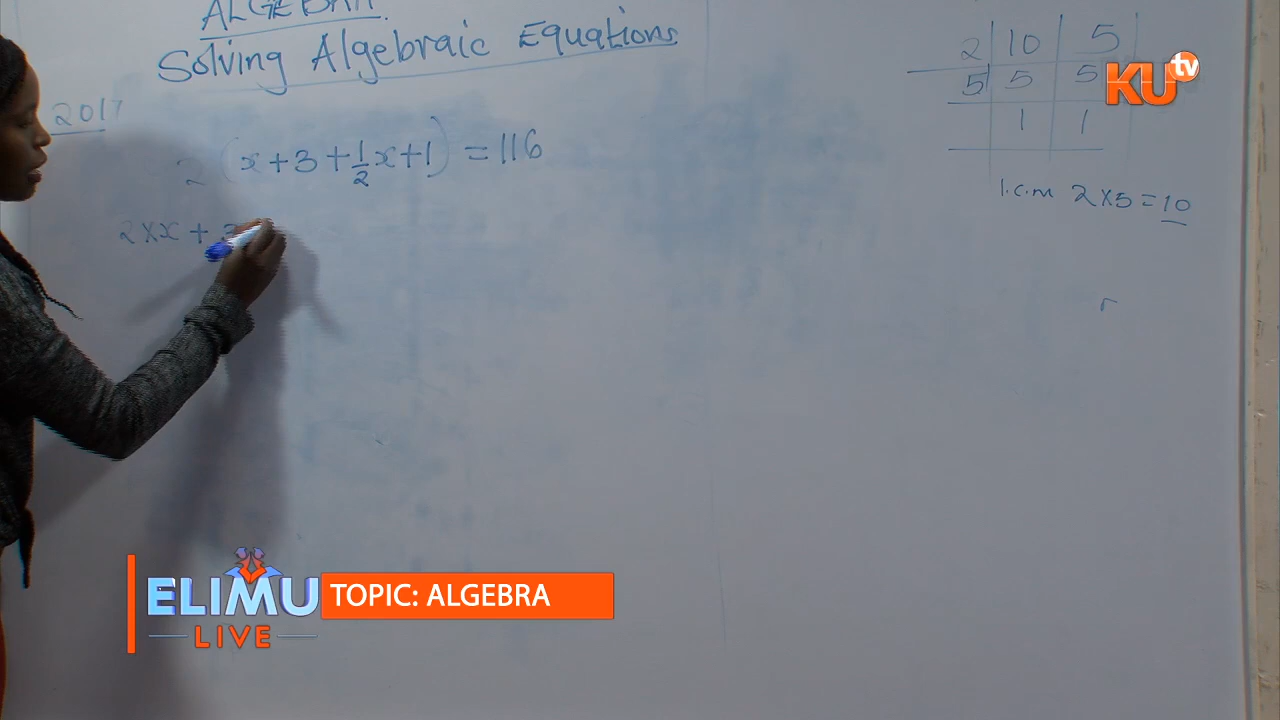 ALGEBRA
Solving Algebraic Equations
2017
2 (x+3+½x+1) = 116
2×x + 3
2 | 10 | 5
5 | 5 | 5
1 | 1
l.c.m 2×5=10
KU tv
ELIMU
LIVE
TOPIC: ALGEBRA